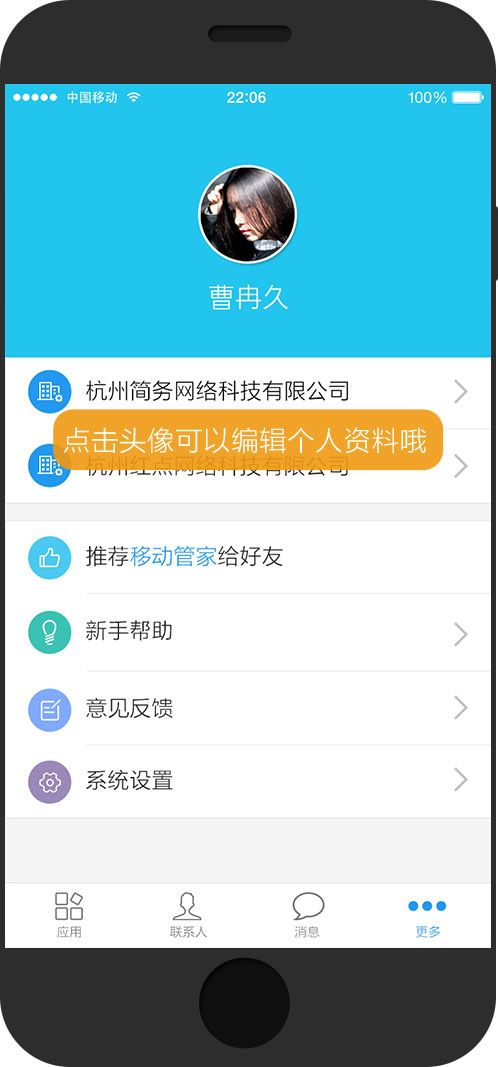 中国移动
22:06
100%
曹冉久
杭州简务网络科技有限公司
点击头像可以编辑个人资料哦
杭州红点网络科技有限公司
推荐移动管家给好友
新手帮助
意见反馈
系统设置
应用
联系人
消息
更多